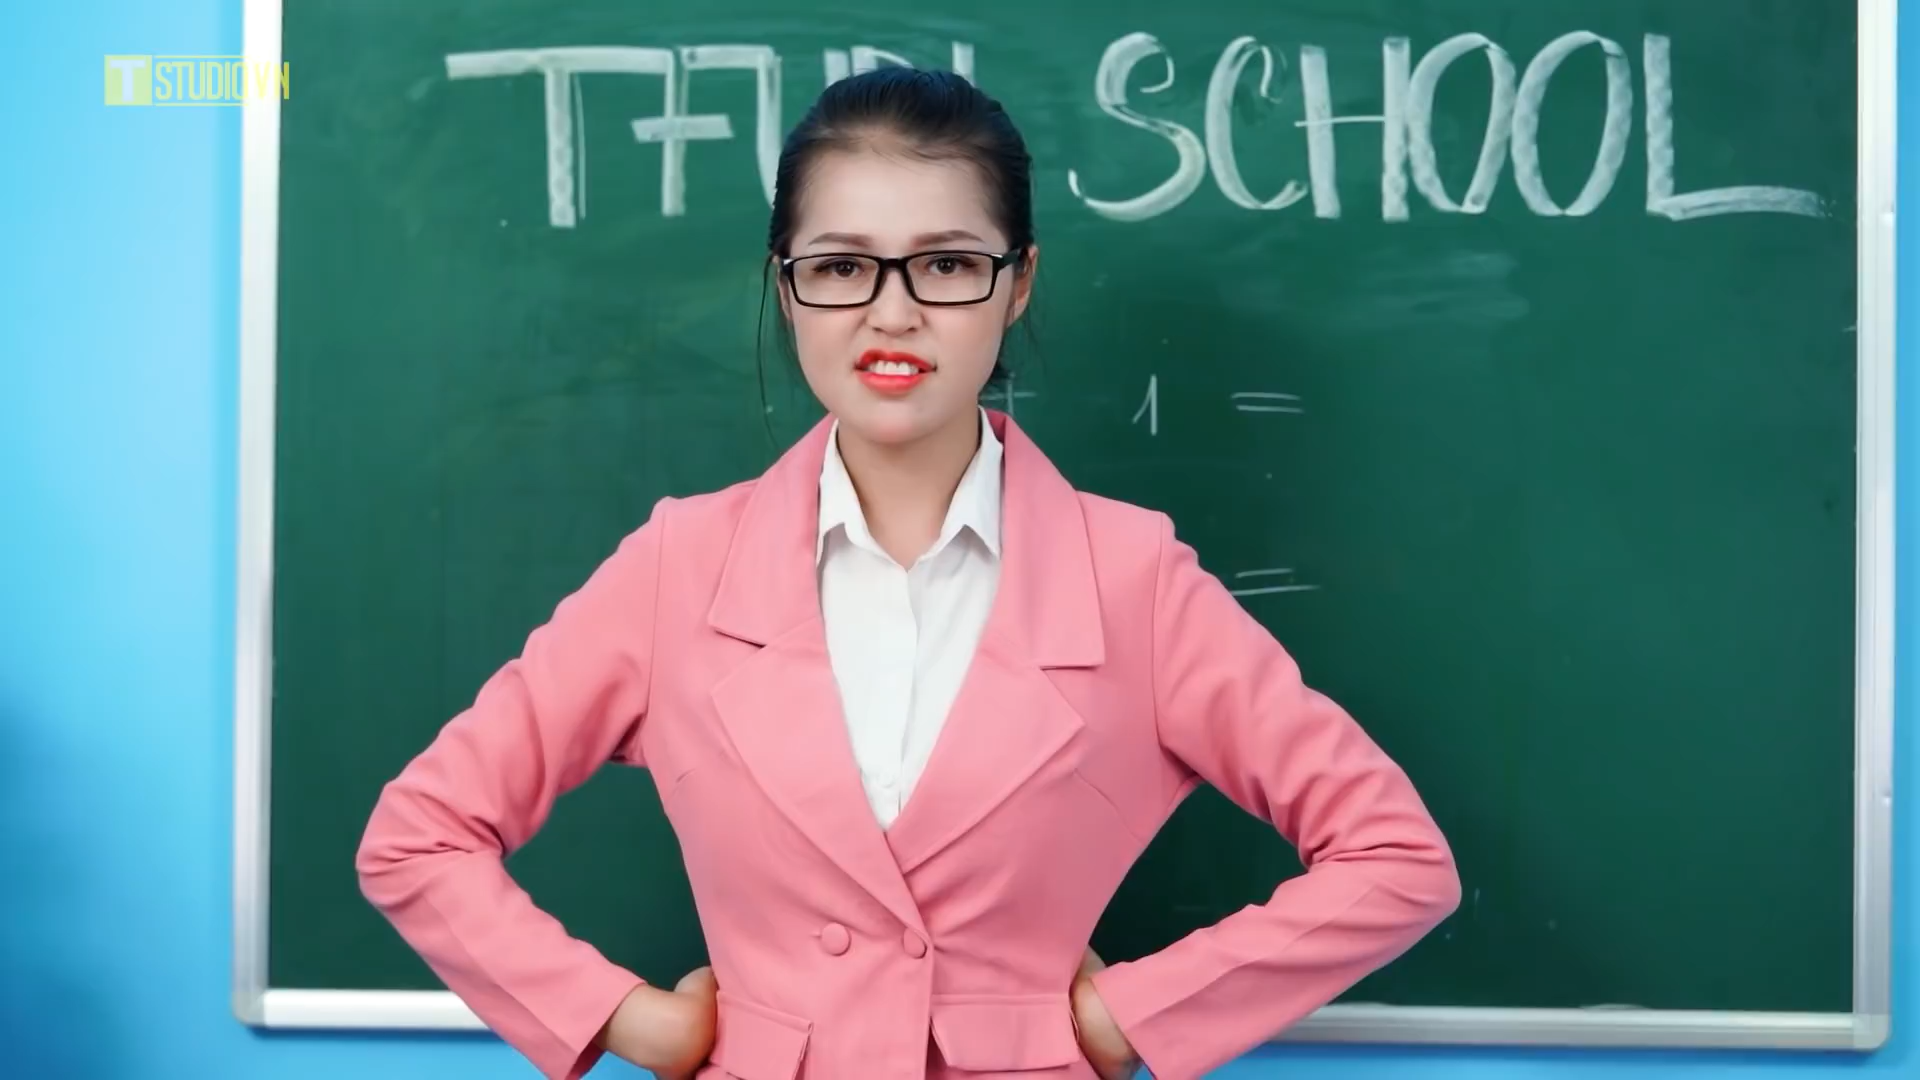 T STUDIO.VN
SCHOOL
1 =
=